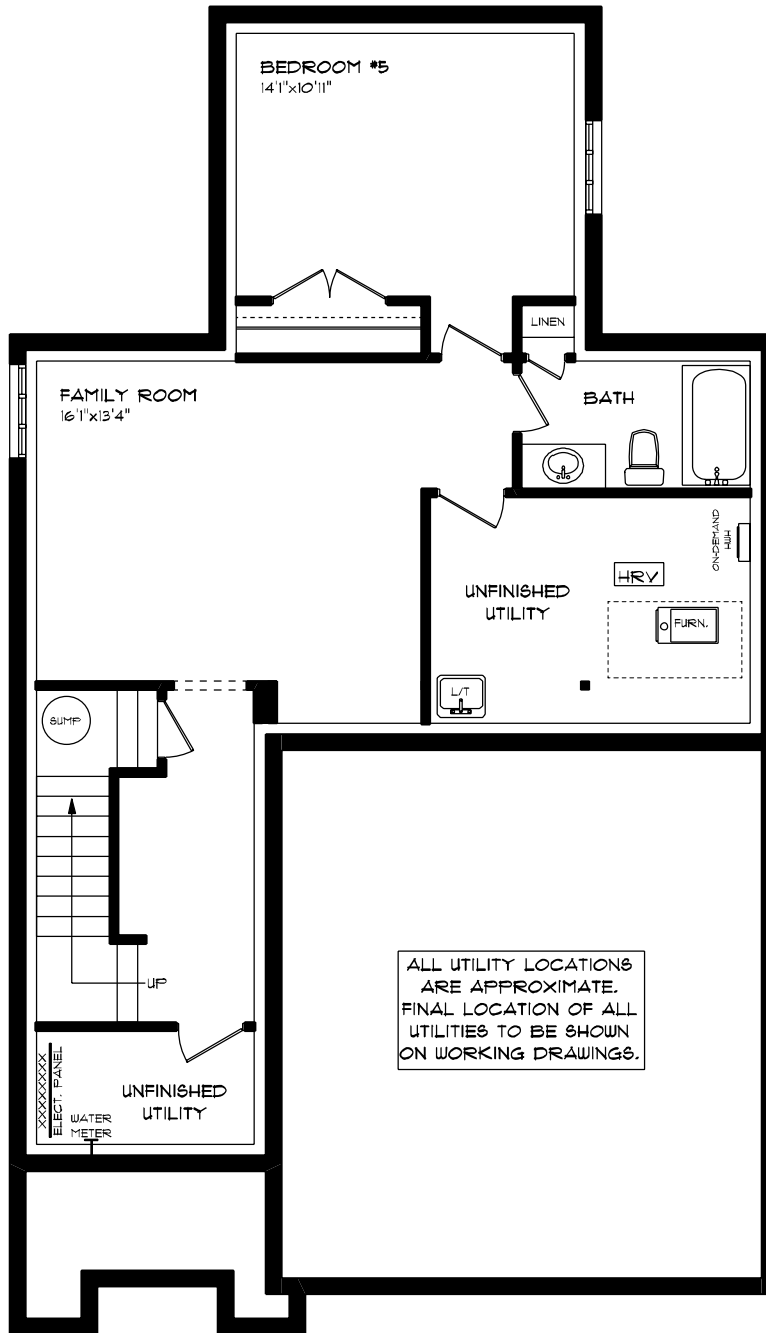 BEDROOM #5
14'1"x10'11"
LINEN
FAMILY ROOM
16'1"x13'4"
BATH
ON-DEMAND
HWH
HRV
UNFINISHED
UTILITY
FURN.
L/T
SUMP
UP
ALL UTILITY LOCATIONS
ARE APPROXIMATE.
FINAL LOCATION OF ALL
UTILITIES TO BE SHOWN
ON WORKING DRAWINGS.
XXXXXXXXX
ELECT. PANEL
UNFINISHED
UTILITY
WATER
METER